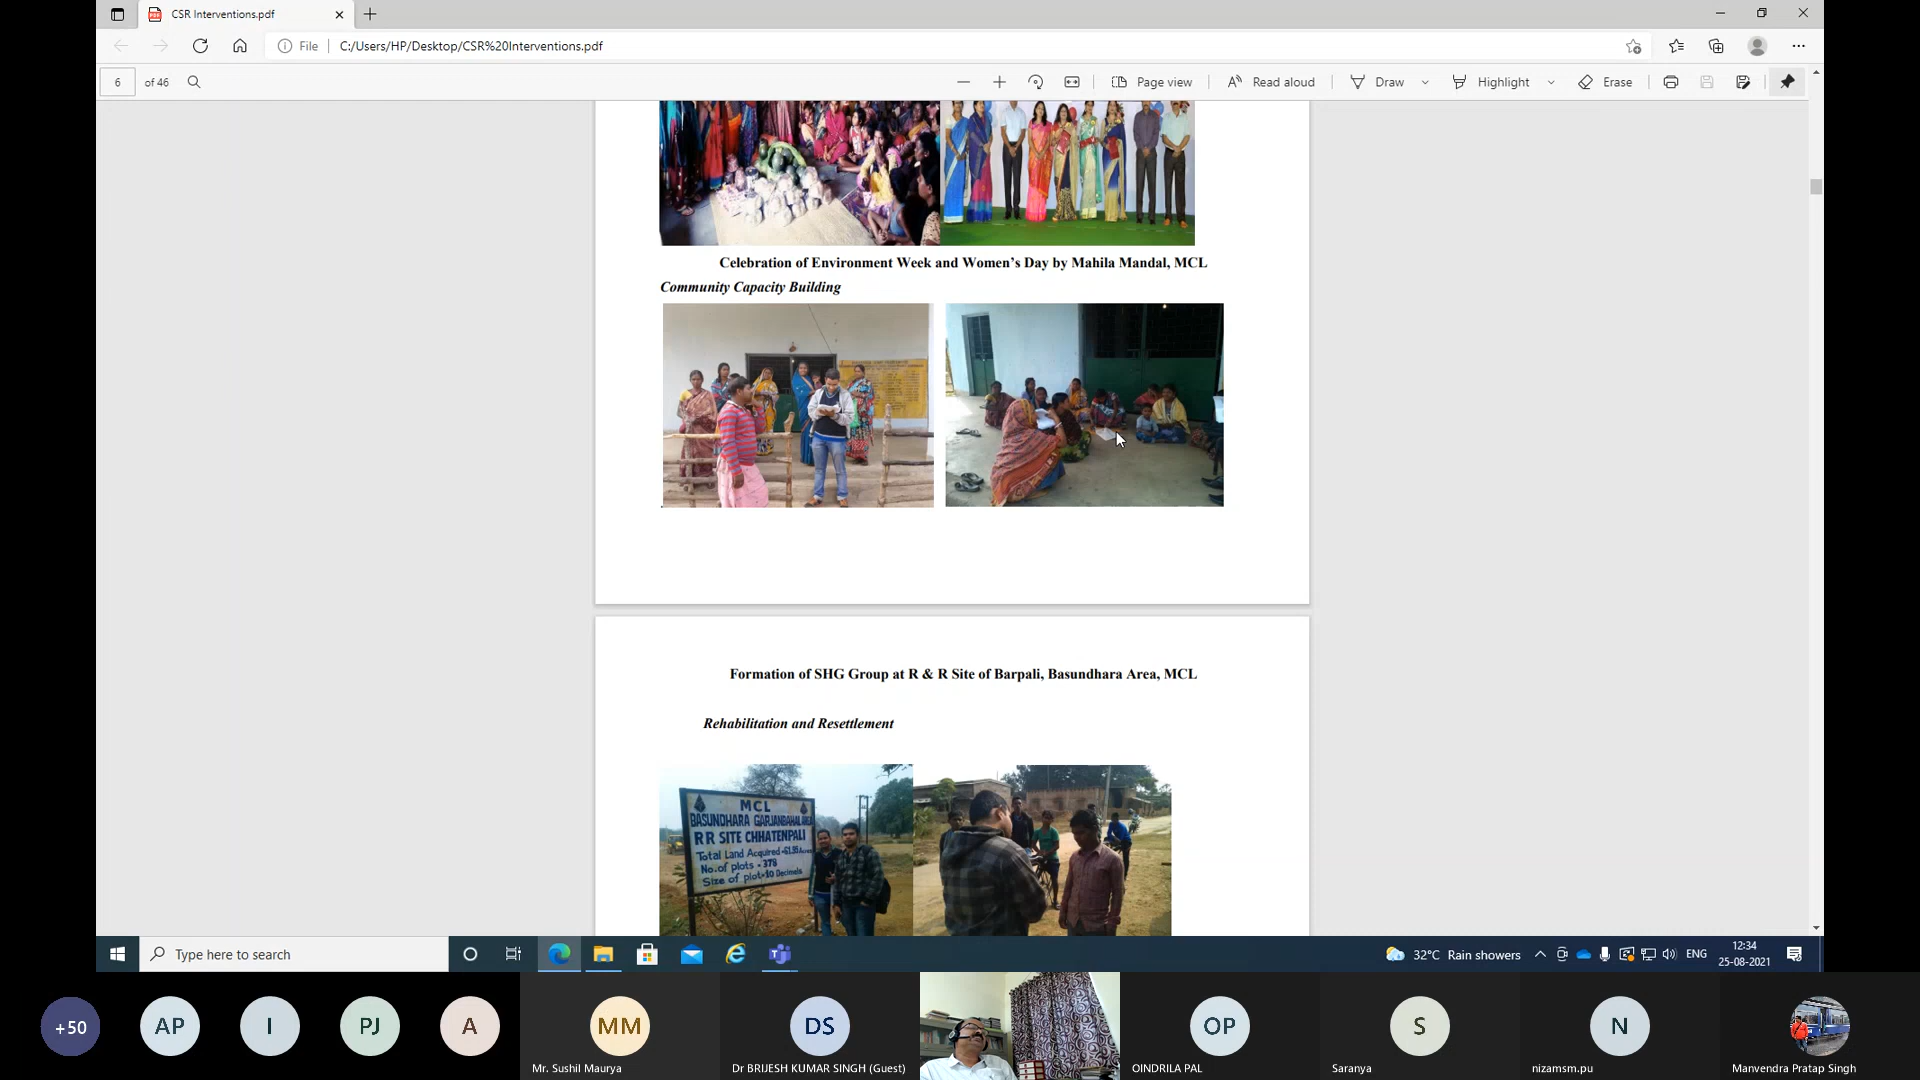 CSR Interventions.pdf
File
C:/Users/HP/Desktop/CSR%20Interventions.pdf
6 of 46
Page view
Read aloud
Draw
Highlight
Erase
Celebration of Environment Week and Women's Day by Mahila Mandal, MCL
Community Capacity Building
Formation of SHG Group at R & R Site of Barpali, Basundhara Area, MCL
Rehabilitation and Resettlement
MCL
BASUNDHARA GARJANBAHAL AREA
RR SITE CHHATENPALI
Total Land Acquired
No. of plots - 378
Size of plot-10 Decimels
Type here to search
32°C Rain showers
ENG
12:34
25-08-2021
+50
AP
I
PJ
A
MM
DS
OP
S
N
Mr. Sushil Maurya
Dr BRIJESH KUMAR SINGH (Guest)
OINDRILA PAL
Saranya
nizamsm.pu
Manvendra Pratap Singh